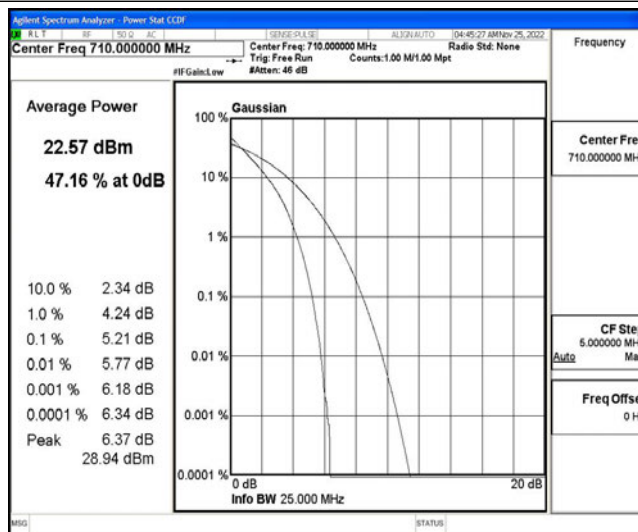 Agilent Spectrum Analyzer - Power Stat CCDF
RLT RF 50 Ω AC SENSE:PULSE ALIGN AUTO 04:45:27 AM Nov 25, 2022
Center Freq 710.000000 MHz
Center Freq: 710.000000 MHz Radio Std: None
Trig: Free Run Counts:1.00 M/1.00 Mpt
#IFGain:Low #Atten: 46 dB
Frequency
Average Power
22.57 dBm
47.16 % at 0dB
10.0 % 2.34 dB
1.0 % 4.24 dB
0.1 % 5.21 dB
0.01 % 5.77 dB
0.001 % 6.18 dB
0.0001 % 6.34 dB
Peak 6.37 dB
28.94 dBm
Gaussian
100 %
10 %
1 %
0.1 %
0.01 %
0.001 %
0.0001 %
0 dB 20 dB
Info BW 25.000 MHz
Center Fre
710.000000 MH
CF Ste
5.000000 MH
Auto Ma
Freq Offse
0 H
MSG STATUS